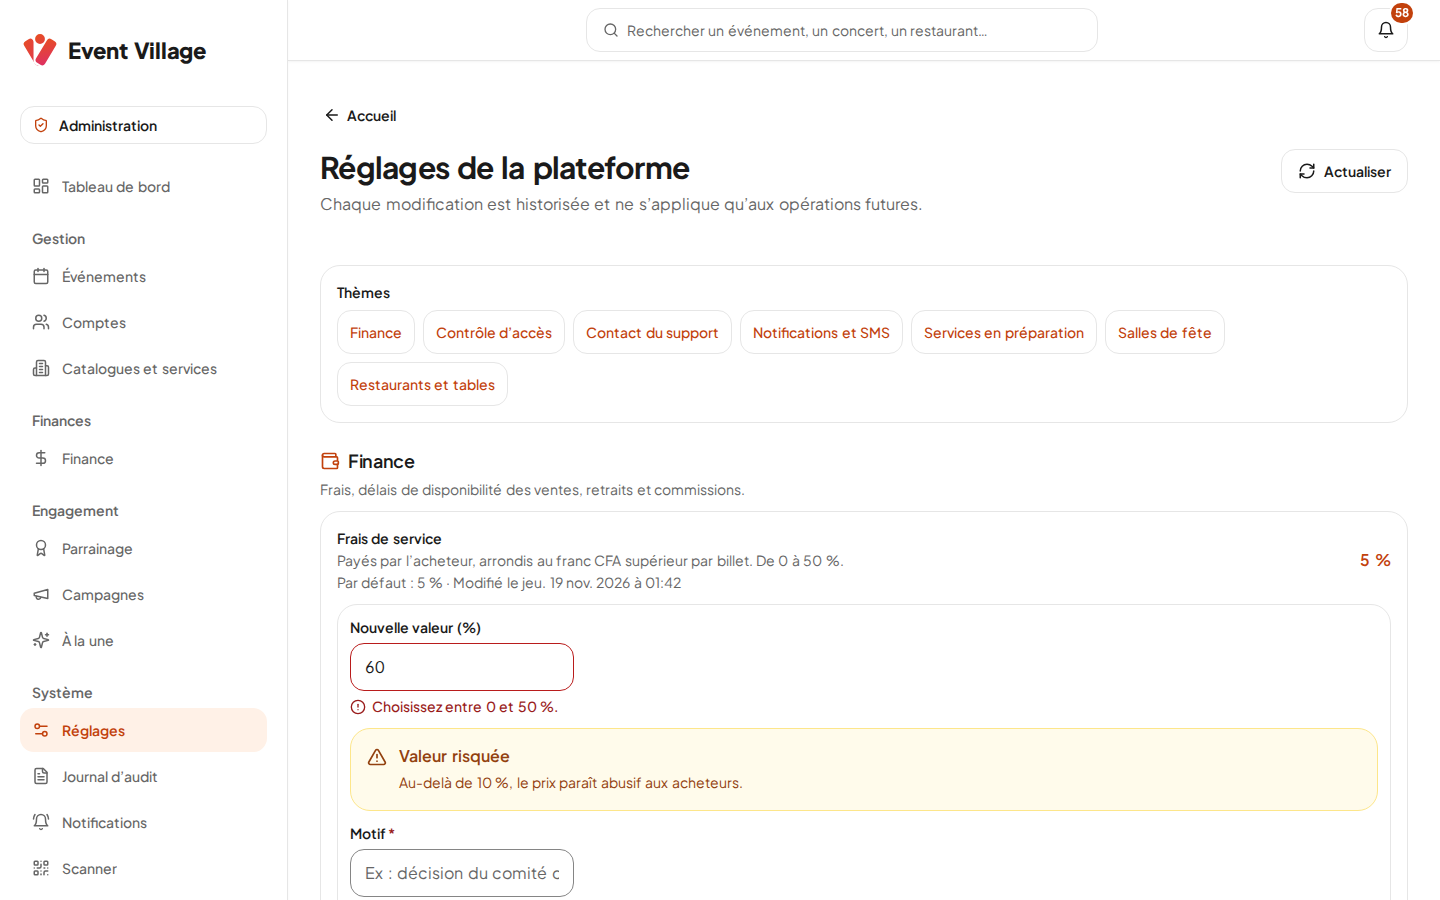 Event Village
Rechercher un événement, un concert, un restaurant…
58
Administration
Tableau de bord
Gestion
Événements
Comptes
Catalogues et services
Finances
Finance
Engagement
Parrainage
Campagnes
À la une
Système
Réglages
Journal d’audit
Notifications
Scanner
Accueil
Réglages de la plateforme
Actualiser
Chaque modification est historisée et ne s’applique qu’aux opérations futures.
Thèmes
Finance
Contrôle d’accès
Contact du support
Notifications et SMS
Services en préparation
Salles de fête
Restaurants et tables
Finance
Frais, délais de disponibilité des ventes, retraits et commissions.
Frais de service
Payés par l’acheteur, arrondis au franc CFA supérieur par billet. De 0 à 50 %.
5 %
Par défaut : 5 % · Modifié le jeu. 19 nov. 2026 à 01:42
Nouvelle valeur (%)
60
Choisissez entre 0 et 50 %.
Valeur risquée
Au-delà de 10 %, le prix paraît abusif aux acheteurs.
Motif *
Ex : décision du comité